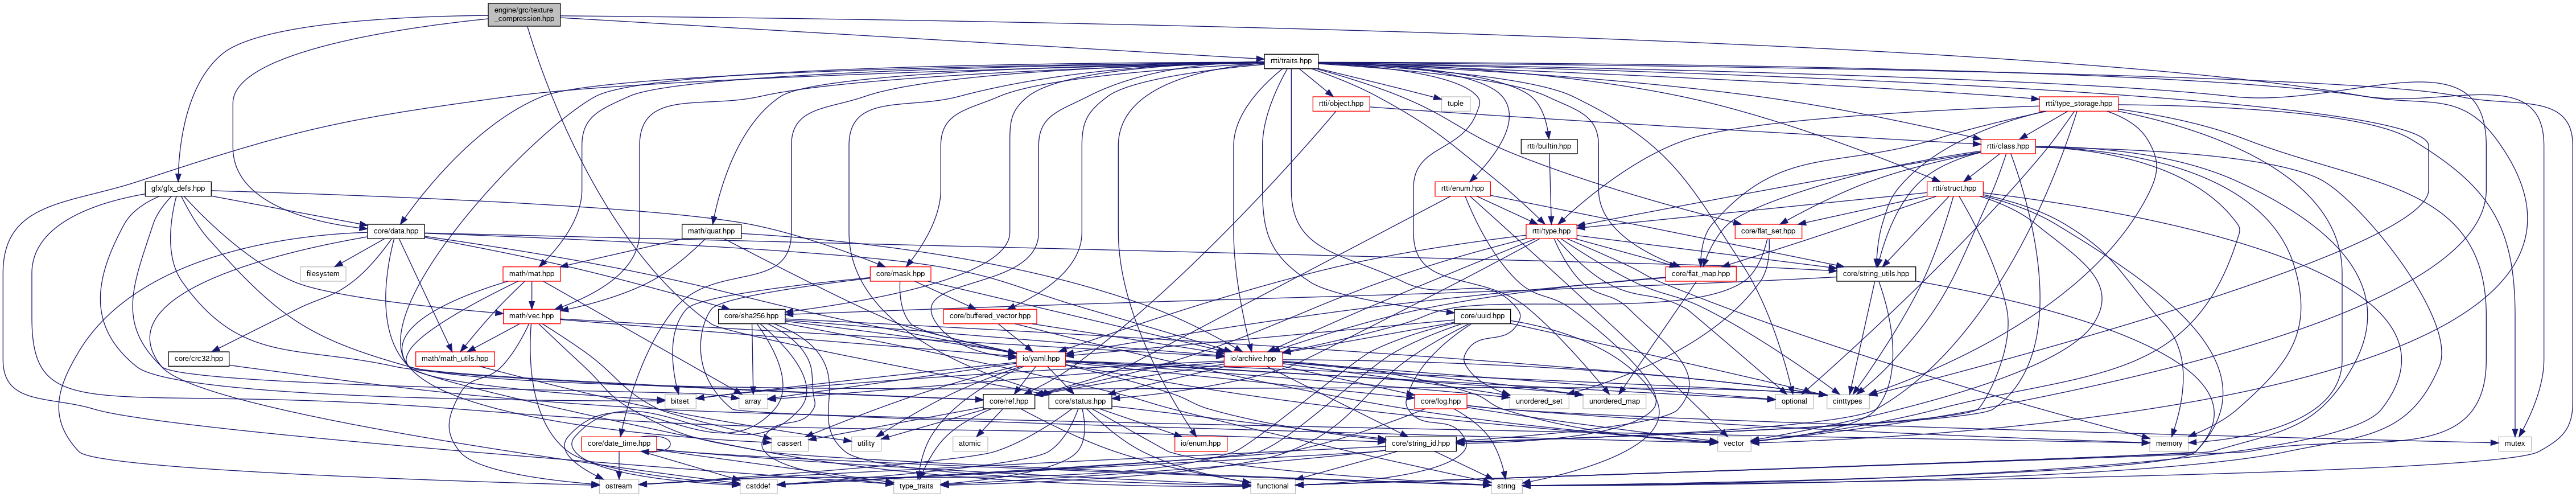 engine/grc/texture
_compression.hpp
rtti/traits.hpp
rtti/object.hpp
tuple
rtti/type_storage.hpp
rtti/builtin.hpp
rtti/class.hpp
gfx/gfx_defs.hpp
rtti/enum.hpp
rtti/struct.hpp
core/data.hpp
math/quat.hpp
rtti/type.hpp
core/flat_set.hpp
filesystem
math/mat.hpp
core/mask.hpp
core/flat_map.hpp
core/string_utils.hpp
math/vec.hpp
core/sha256.hpp
core/buffered_vector.hpp
core/uuid.hpp
core/crc32.hpp
math/math_utils.hpp
io/yaml.hpp
io/archive.hpp
bitset
array
core/ref.hpp
core/status.hpp
core/log.hpp
unordered_set
unordered_map
optional
cinttypes
core/date_time.hpp
cassert
utility
atomic
io/enum.hpp
core/string_id.hpp
vector
memory
mutex
ostream
cstddef
type_traits
functional
string